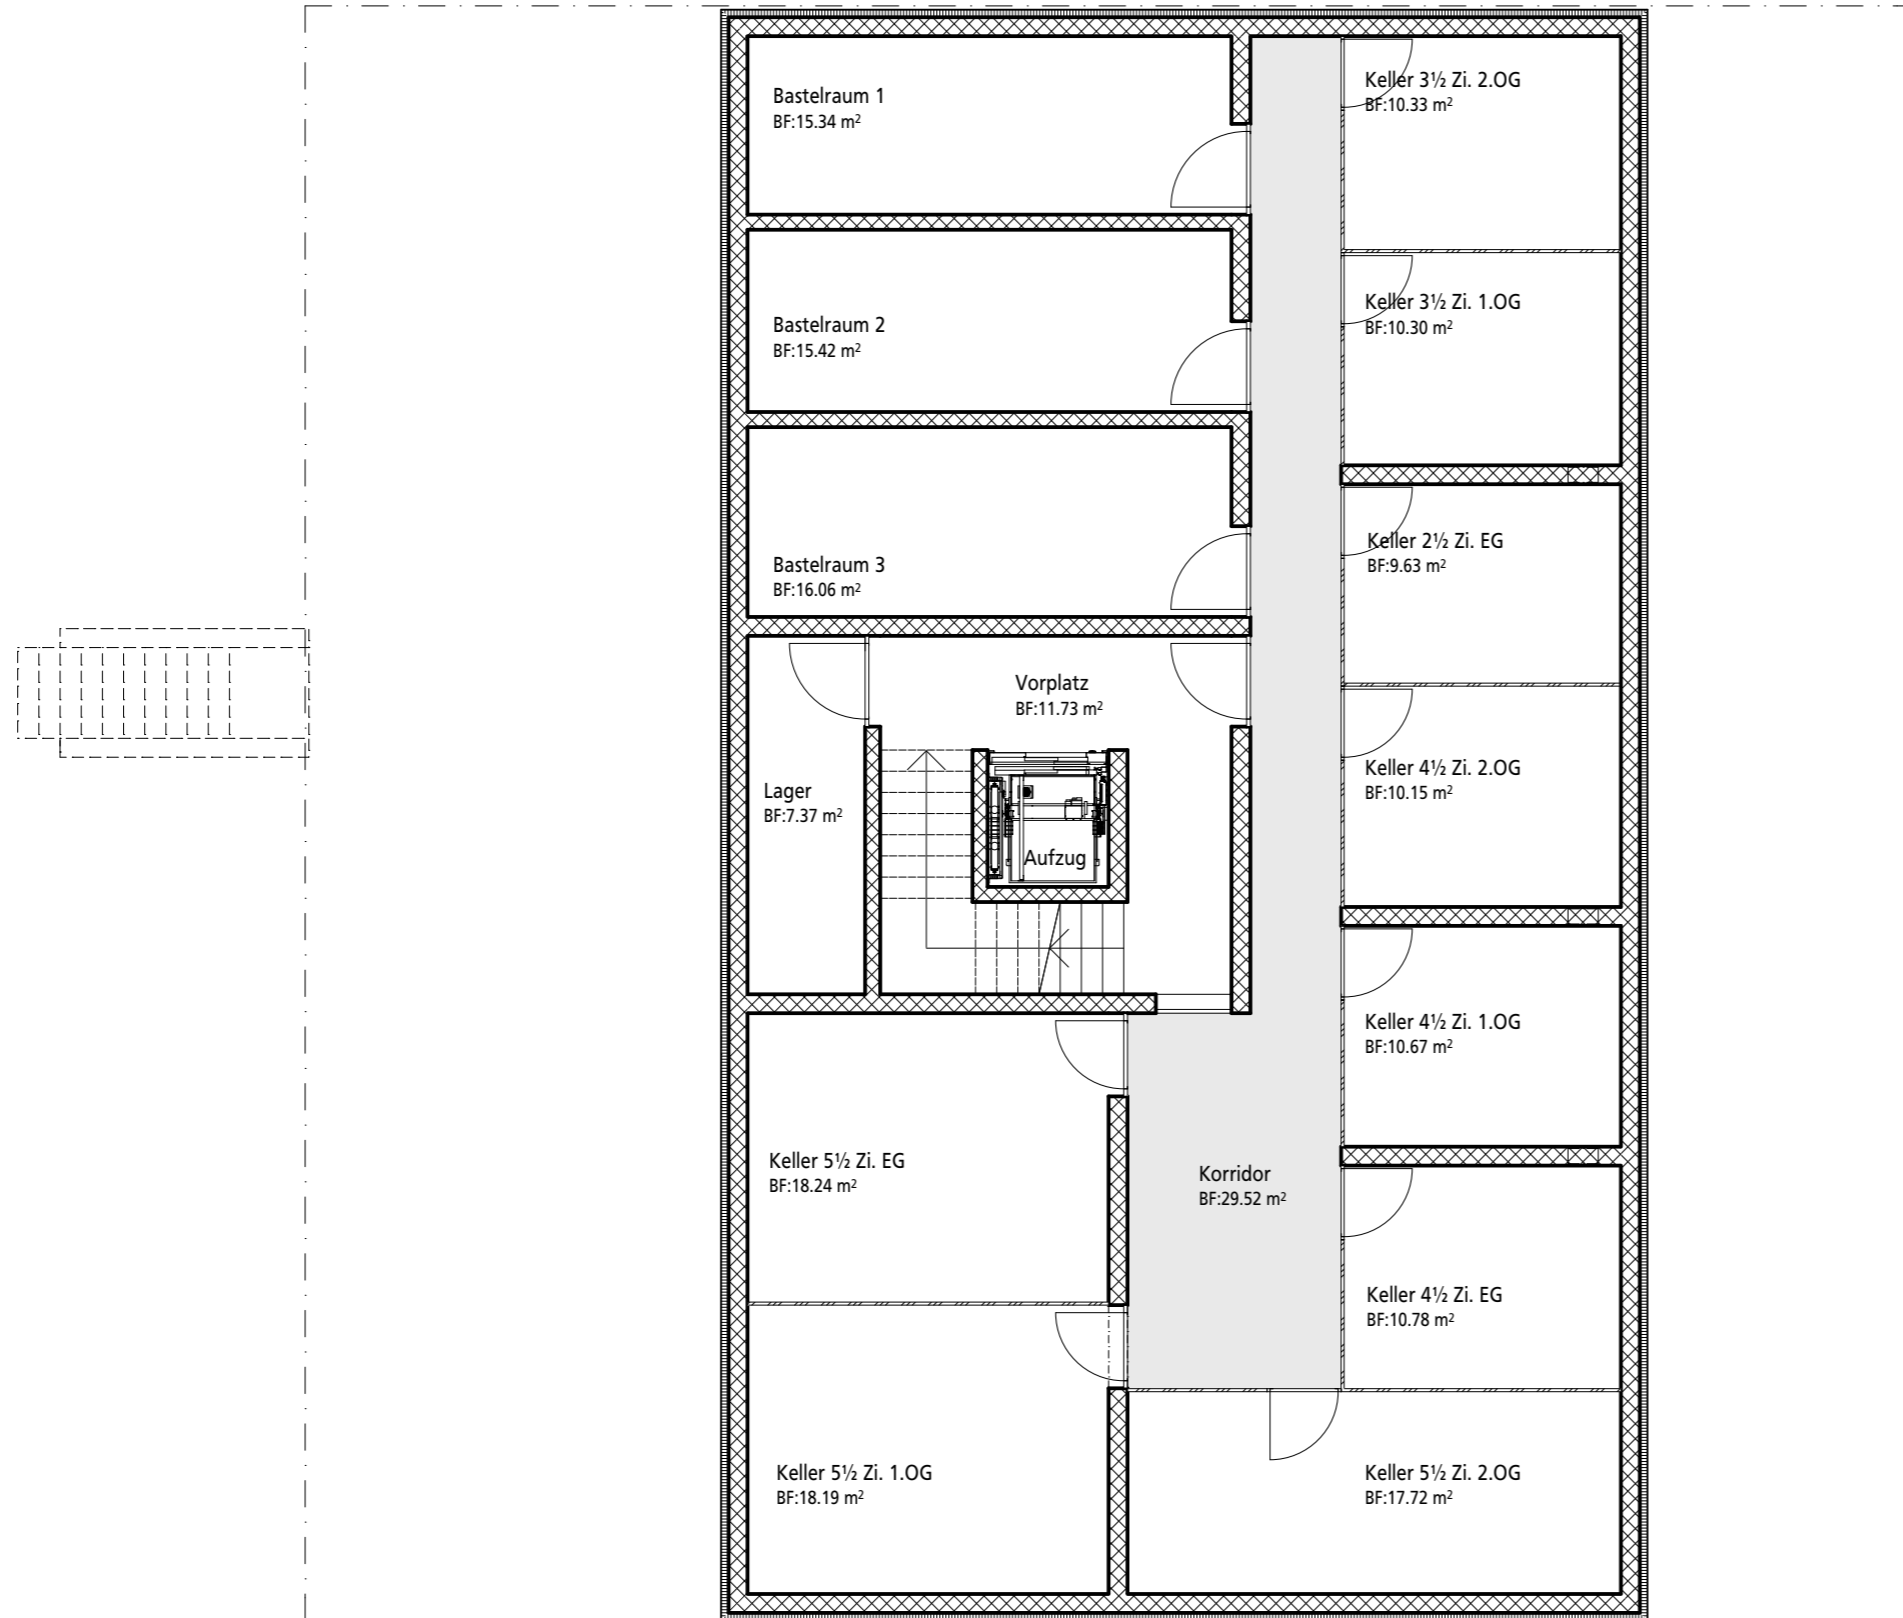 Bastelraum 1
BF:15.34 m²
Keller 3½ Zi. 2.OG
BF:10.33 m²
Bastelraum 2
BF:15.42 m²
Keller 3½ Zi. 1.OG
BF:10.30 m²
Bastelraum 3
BF:16.06 m²
Keller 2½ Zi. EG
BF:9.63 m²
Vorplatz
BF:11.73 m²
Lager
BF:7.37 m²
Aufzug
Keller 4½ Zi. 2.OG
BF:10.15 m²
Keller 4½ Zi. 1.OG
BF:10.67 m²
Keller 5½ Zi. EG
BF:18.24 m²
Korridor
BF:29.52 m²
Keller 4½ Zi. EG
BF:10.78 m²
Keller 5½ Zi. 1.OG
BF:18.19 m²
Keller 5½ Zi. 2.OG
BF:17.72 m²